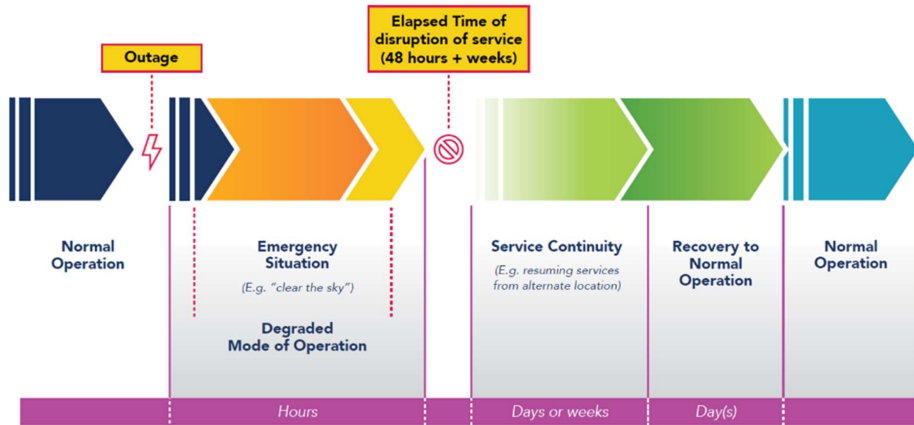 Elapsed Time of
disruption of service
(48 hours + weeks)
Outage
Normal
Operation
Emergency
Situation
(E.g. "clear the sky")
Degraded
Mode of Operation
Service Continuity
(E.g. resuming services
from alternate location)
Recovery to
Normal
Operation
Normal
Operation
Hours
Days or weeks
Day(s)